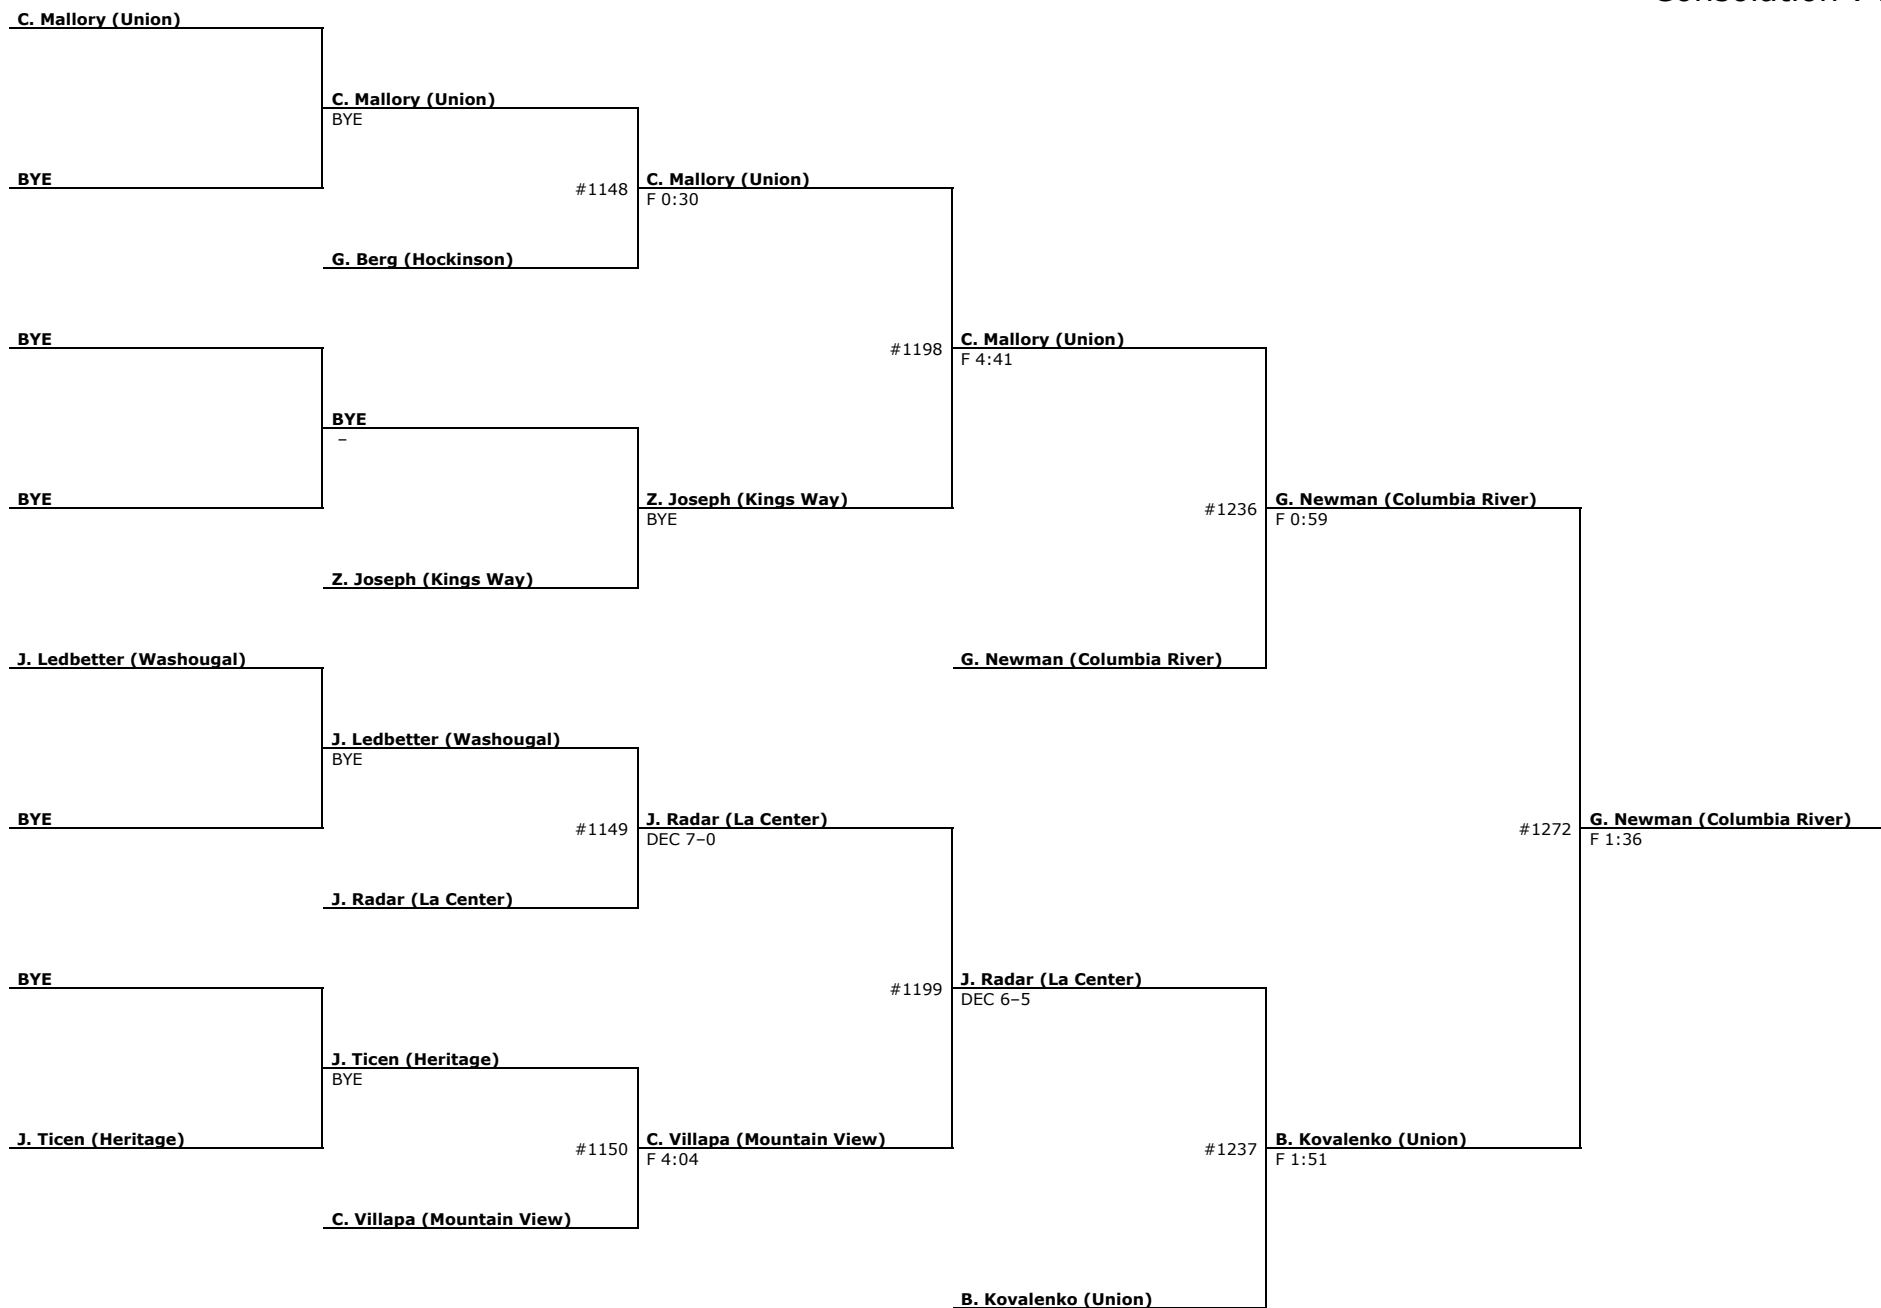 Consolation
C. Mallory (Union)
C. Mallory (Union)
BYE
BYE
#1148
C. Mallory (Union)
F 0:30
G. Berg (Hockinson)
BYE
#1198
C. Mallory (Union)
F 4:41
BYE
–
BYE
Z. Joseph (Kings Way)
BYE
#1236
G. Newman (Columbia River)
F 0:59
Z. Joseph (Kings Way)
J. Ledbetter (Washougal)
G. Newman (Columbia River)
J. Ledbetter (Washougal)
BYE
BYE
#1149
J. Radar (La Center)
DEC 7–0
#1272
G. Newman (Columbia River)
F 1:36
J. Radar (La Center)
BYE
#1199
J. Radar (La Center)
DEC 6–5
J. Ticen (Heritage)
BYE
J. Ticen (Heritage)
#1150
C. Villapa (Mountain View)
F 4:04
#1237
B. Kovalenko (Union)
F 1:51
C. Villapa (Mountain View)
B. Kovalenko (Union)